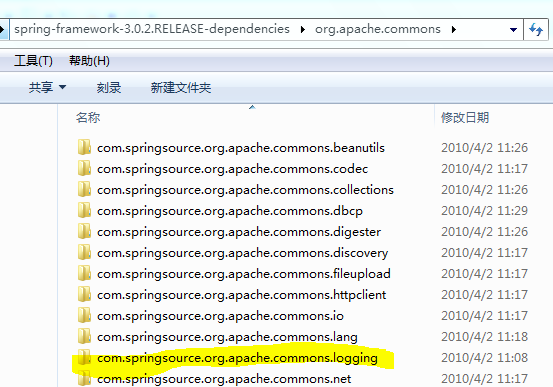 spring-framework-3.0.2.RELEASE-dependencies org.apache.commons
工具(T) 帮助(H)
共享 刻录 新建文件夹
名称 修改日期
com.springsource.org.apache.commons.beanutils 2010/4/2 11:26
com.springsource.org.apache.commons.codec 2010/4/2 11:17
com.springsource.org.apache.commons.collections 2010/4/2 11:26
com.springsource.org.apache.commons.dbcp 2010/4/2 11:29
com.springsource.org.apache.commons.digester 2010/4/2 11:26
com.springsource.org.apache.commons.discovery 2010/4/2 11:17
com.springsource.org.apache.commons.fileupload 2010/4/2 11:17
com.springsource.org.apache.commons.httpclient 2010/4/2 11:17
com.springsource.org.apache.commons.io 2010/4/2 11:17
com.springsource.org.apache.commons.lang 2010/4/2 11:18
com.springsource.org.apache.commons.logging 2010/4/2 11:08
com.springsource.org.apache.commons.net 2010/4/2 11:17